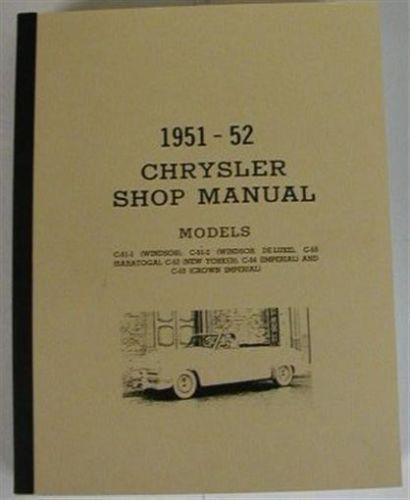 1951 - 52
CHRYSLER
SHOP MANUAL
MODELS
C-51-1 (WINDSOR), C-51-2 (WINDSOR DE LUXE), C-55
(SARATOGA), C-52 (NEW YORKER), C-54 (IMPERIAL) AND
C-53 (CROWN IMPERIAL)